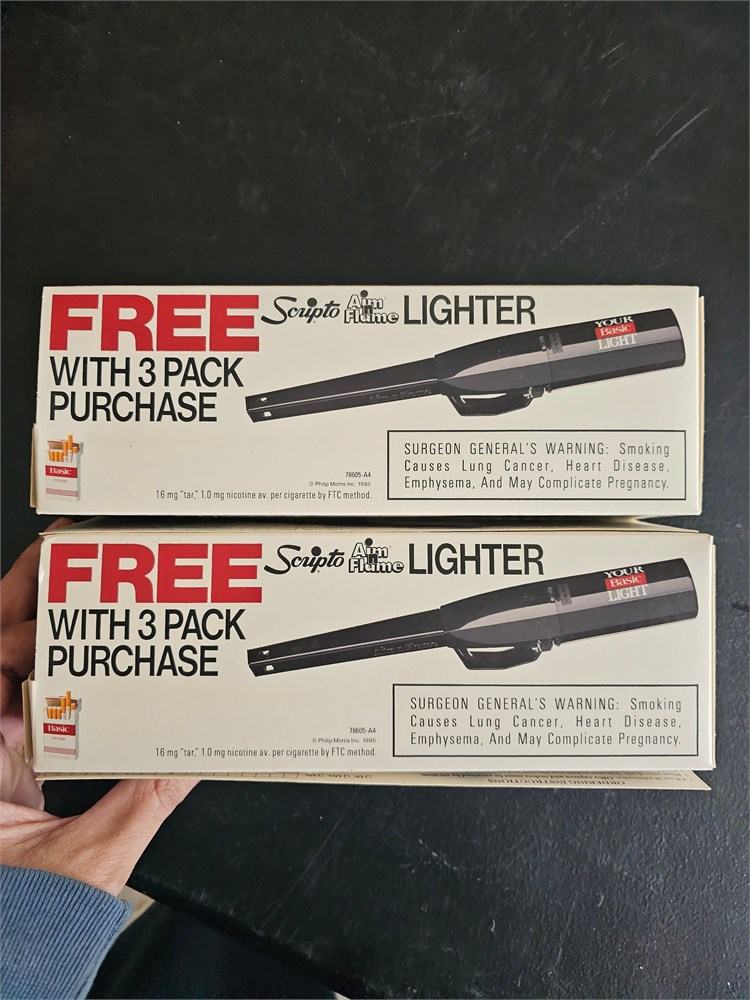 FREE Scripto Aim n Flame LIGHTER
WITH 3 PACK
PURCHASE
YOUR
Basic
LIGHT
Basic
78605-A4
© Philip Morris Inc. 1995
16 mg "tar," 1.0 mg nicotine av. per cigarette by FTC method.
SURGEON GENERAL'S WARNING: Smoking
Causes Lung Cancer, Heart Disease,
Emphysema, And May Complicate Pregnancy.
FREE Scripto Aim n Flame LIGHTER
WITH 3 PACK
PURCHASE
YOUR
Basic
LIGHT
Basic
78605-A4
© Philip Morris Inc. 1995
16 mg "tar," 1.0 mg nicotine av. per cigarette by FTC method.
SURGEON GENERAL'S WARNING: Smoking
Causes Lung Cancer, Heart Disease,
Emphysema, And May Complicate Pregnancy.
ORDERING INSTRUCTIONS